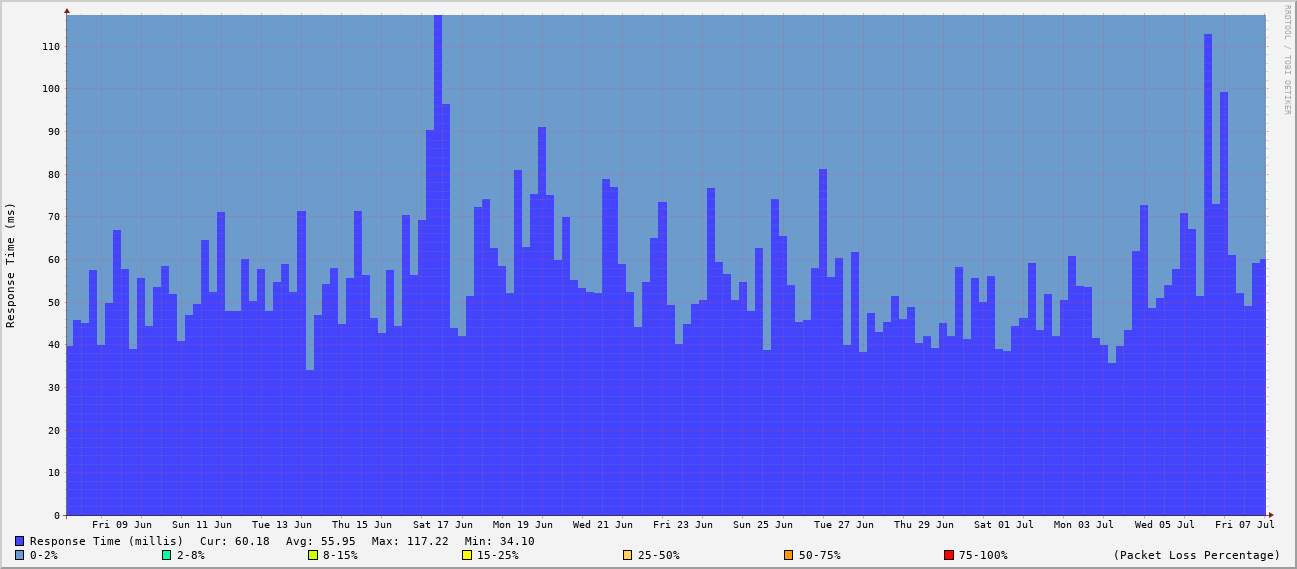 RRDTOOL / TOBI OETIKER
Response Time (ms)
110
100
90
80
70
60
50
40
30
20
10
0
Fri 09 Jun Sun 11 Jun Tue 13 Jun Thu 15 Jun Sat 17 Jun Mon 19 Jun Wed 21 Jun Fri 23 Jun Sun 25 Jun Tue 27 Jun Thu 29 Jun Sat 01 Jul Mon 03 Jul Wed 05 Jul Fri 07 Jul
Response Time (millis) Cur: 60.18 Avg: 55.95 Max: 117.22 Min: 34.10
0-2% 2-8% 8-15% 15-25% 25-50% 50-75% 75-100% (Packet Loss Percentage)